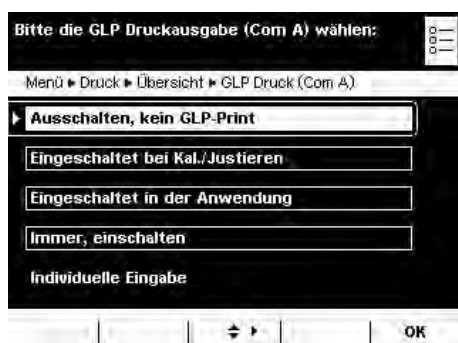 Bitte die GLP Druckausgabe (Com A) wählen:
Menü ▸ Druck ▸ Übersicht ▸ GLP Druck (Com A)
Ausschalten, kein GLP-Print
Eingeschaltet bei Kal./Justieren
Eingeschaltet in der Anwendung
Immer, einschalten
Individuelle Eingabe
OK